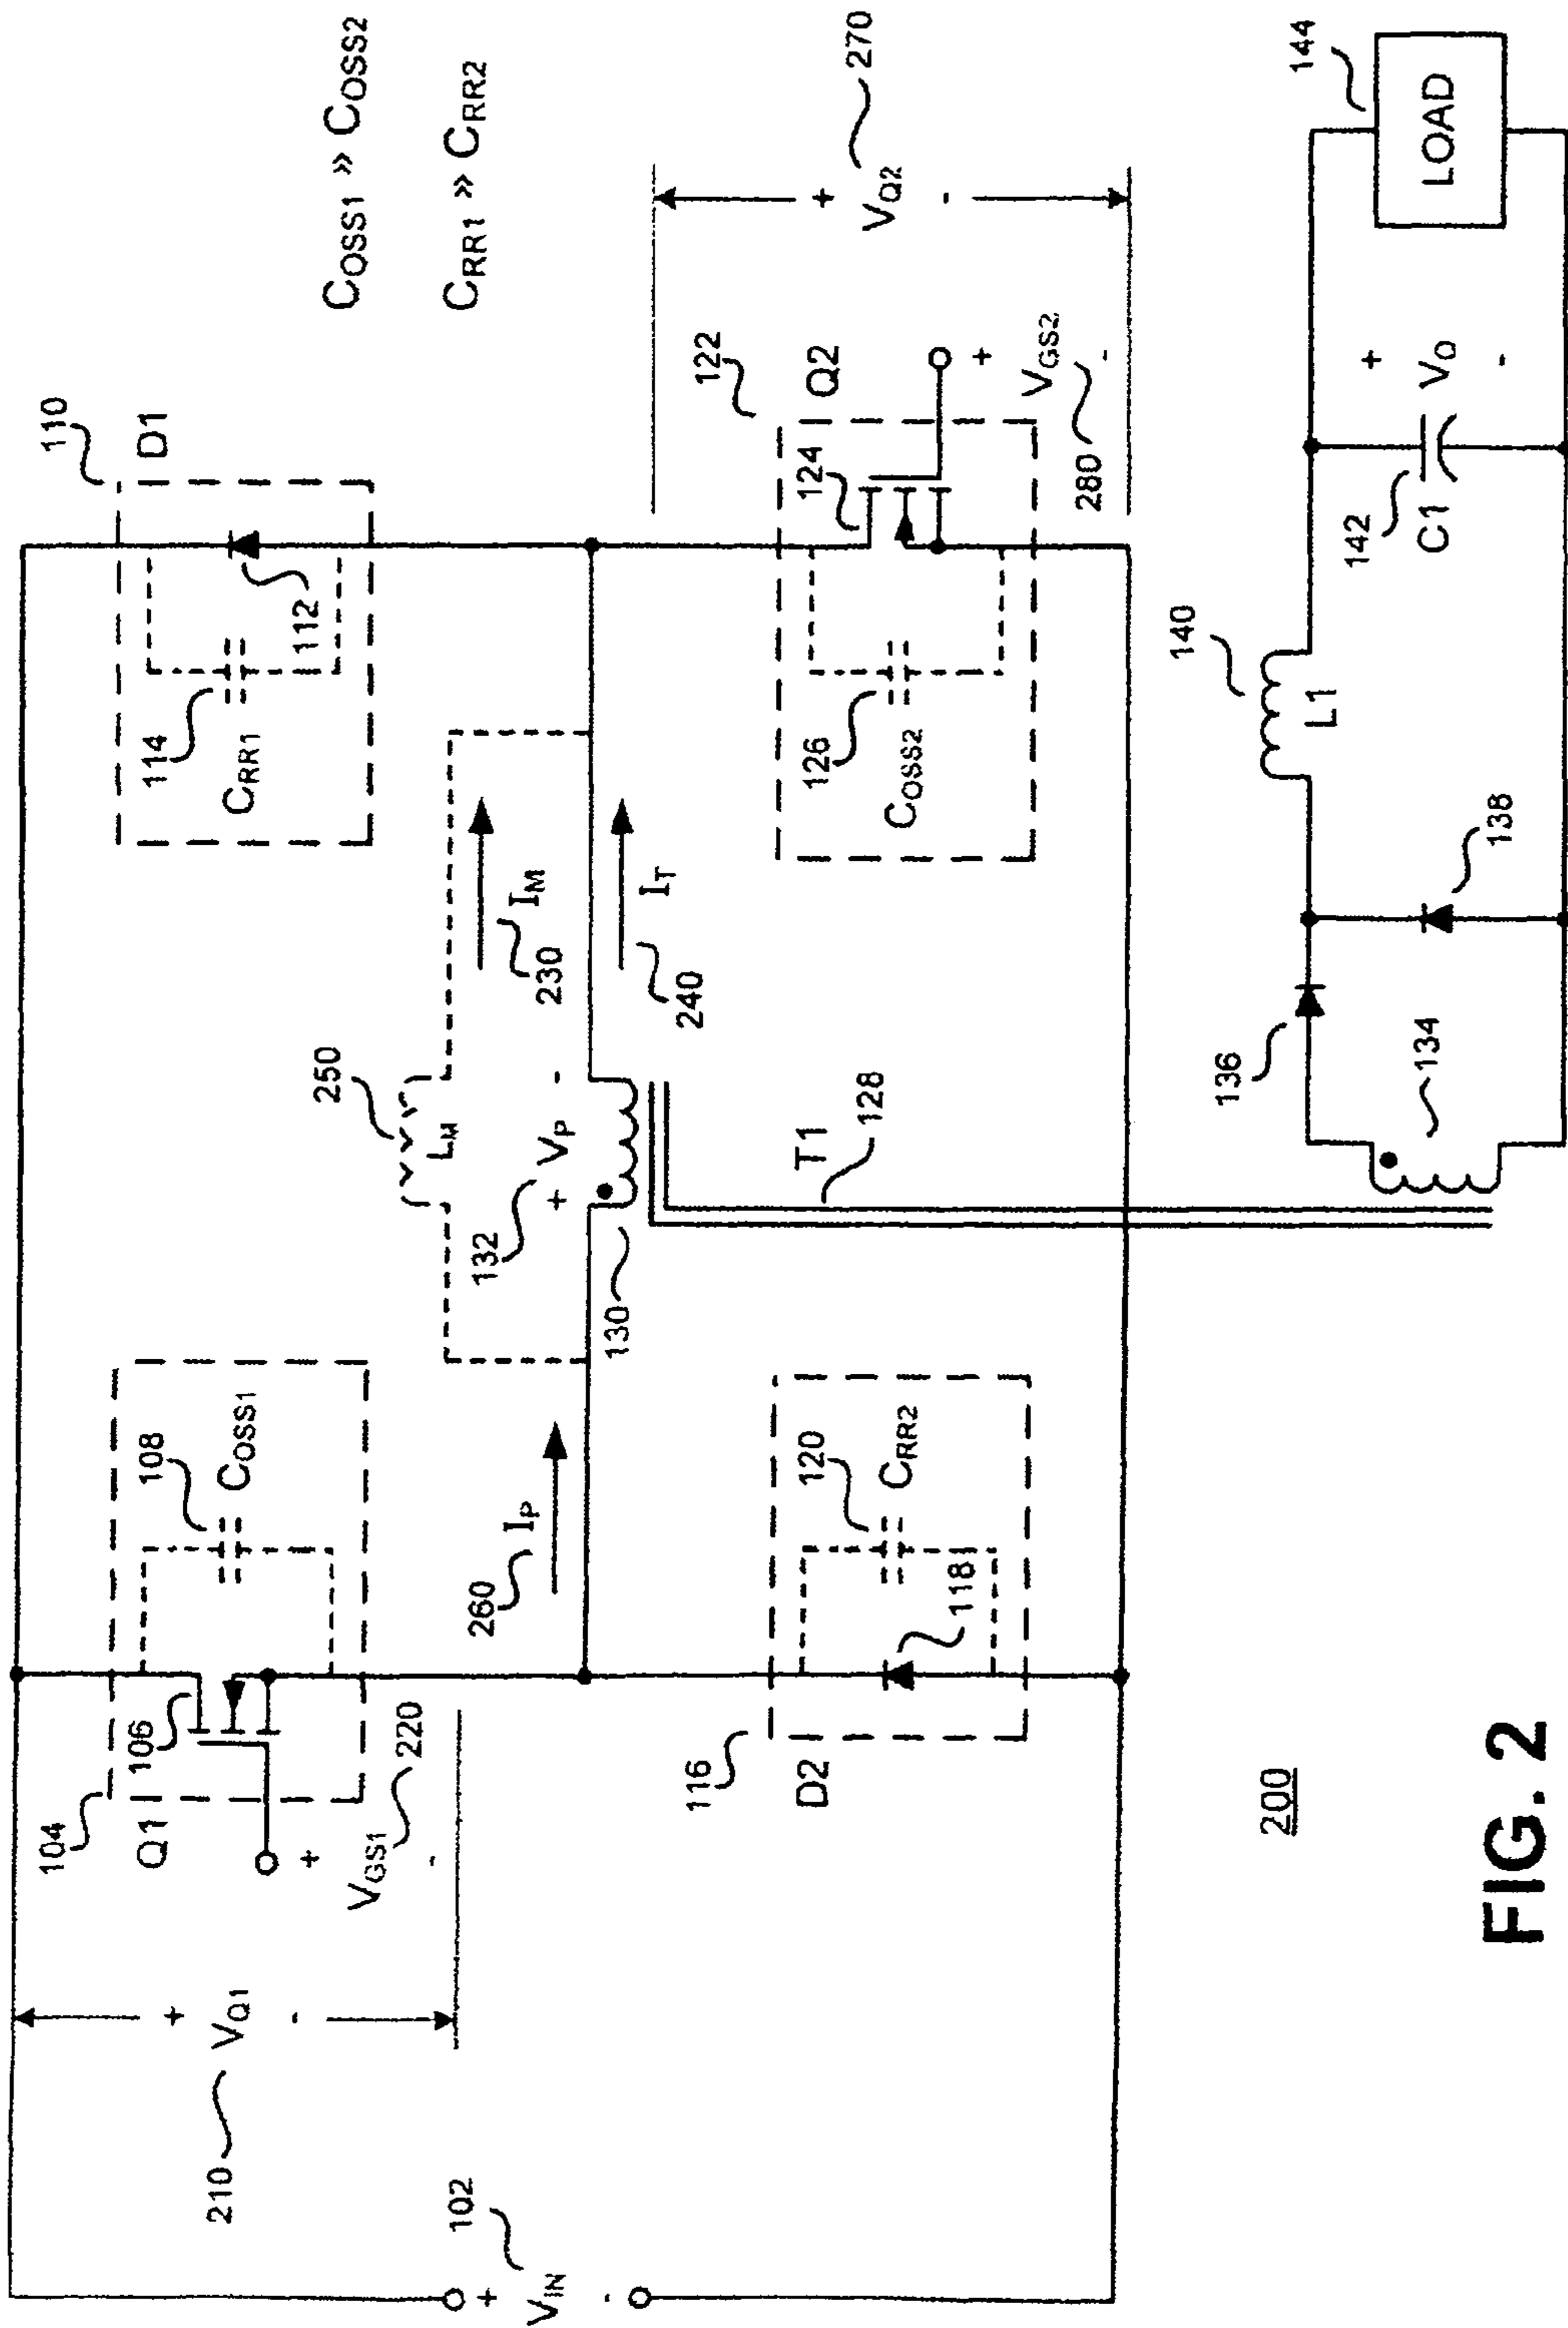 COSS1 » COSS2
CRR1 » CRR2
110
D1
112
114
CRR1
104
Q1
106
108
COSS1
+
VGS1
220
-
210
+
VQ1
-
102
+
VIN
-
250
LM
IM
230
IT
240
132
+ VP -
130
260
IP
116
D2
118
120
CRR2
122
Q2
124
126
COSS2
+
VGS2
-
280
+
VQ2
-
270
T1
128
134
136
138
140
L1
142
C1
+
VO
-
144
LOAD
200
FIG. 2